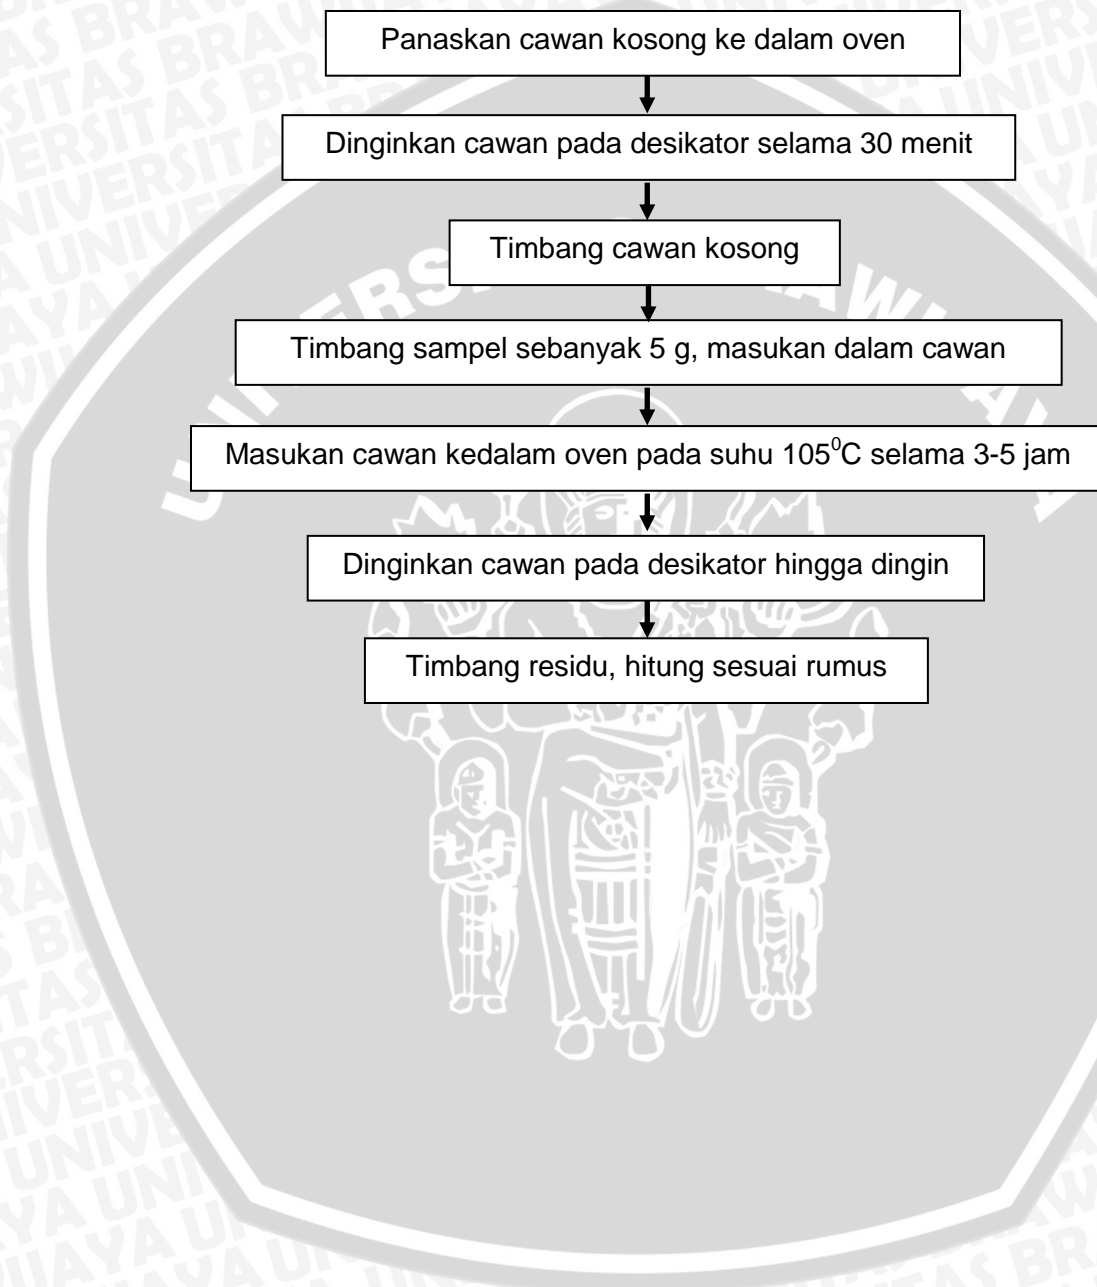 Panaskan cawan kosong ke dalam oven
Dinginkan cawan pada desikator selama 30 menit
Timbang cawan kosong
Timbang sampel sebanyak 5 g, masukan dalam cawan
Masukan cawan kedalam oven pada suhu 105⁰C selama 3-5 jam
Dinginkan cawan pada desikator hingga dingin
Timbang residu, hitung sesuai rumus